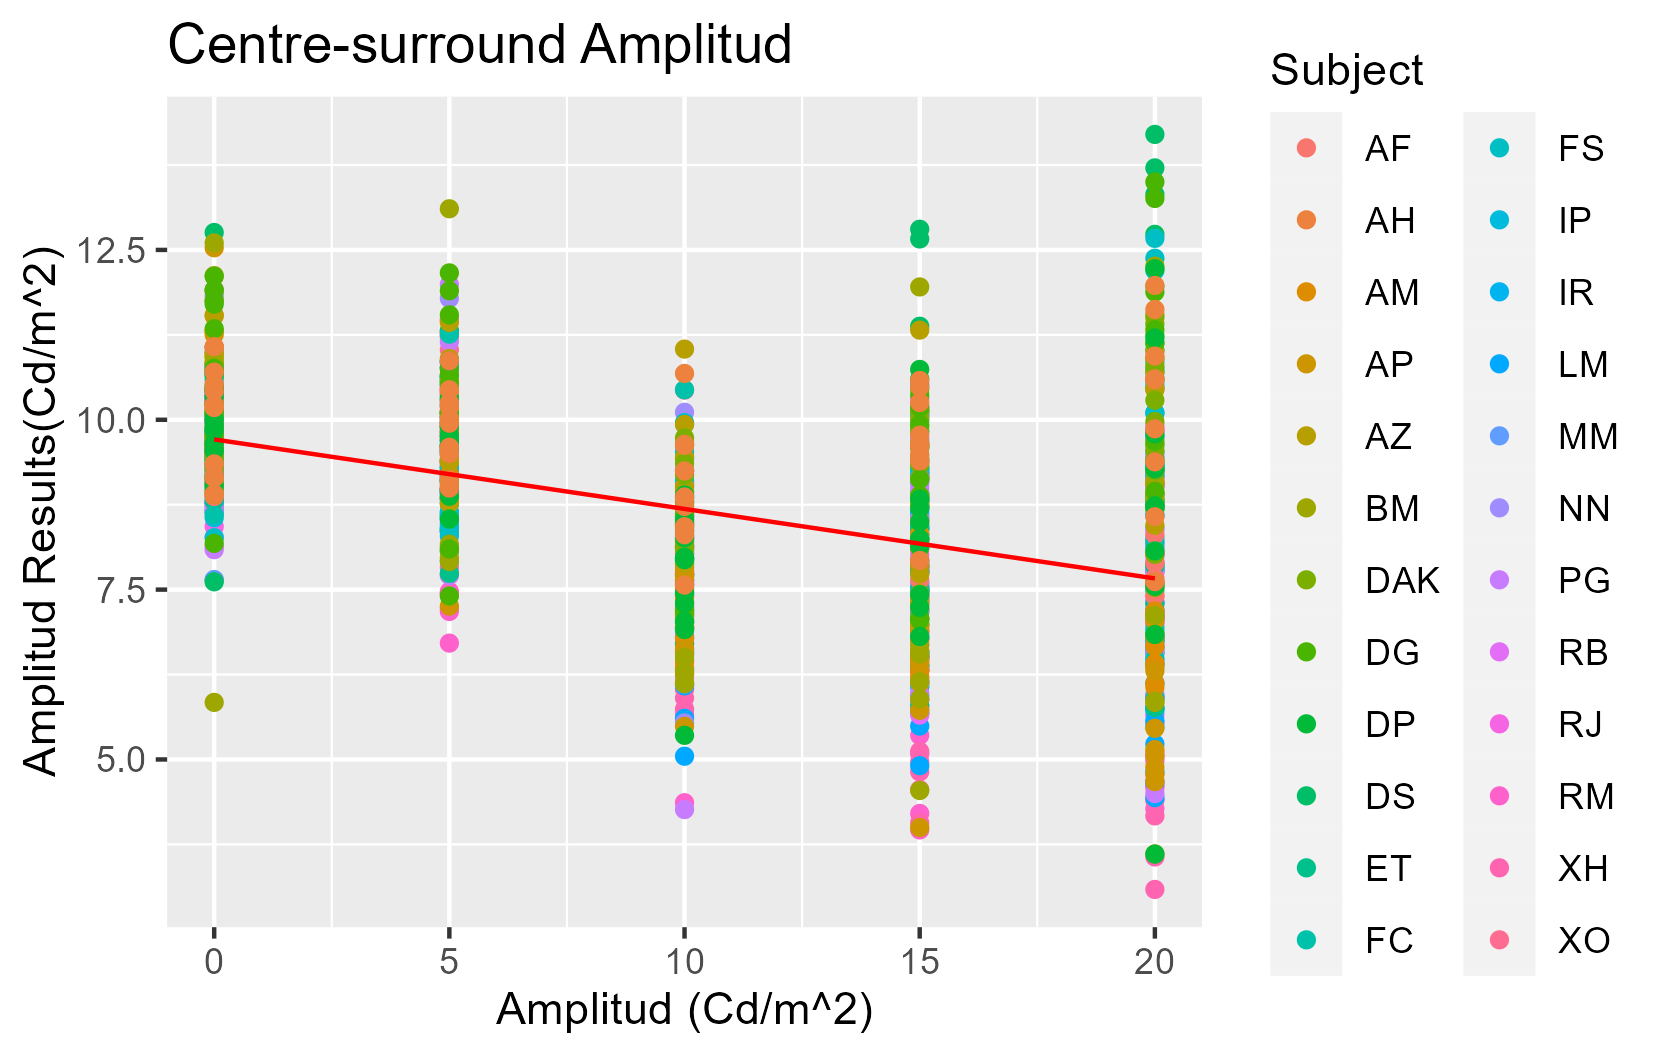 Centre-surround Amplitud
Amplitud Results(Cd/m^2)
12.5
10.0
7.5
5.0
0 5 10 15 20
Amplitud (Cd/m^2)
Subject
AF FS
AH IP
AM IR
AP LM
AZ MM
BM NN
DAK PG
DG RB
DP RJ
DS RM
ET XH
FC XO